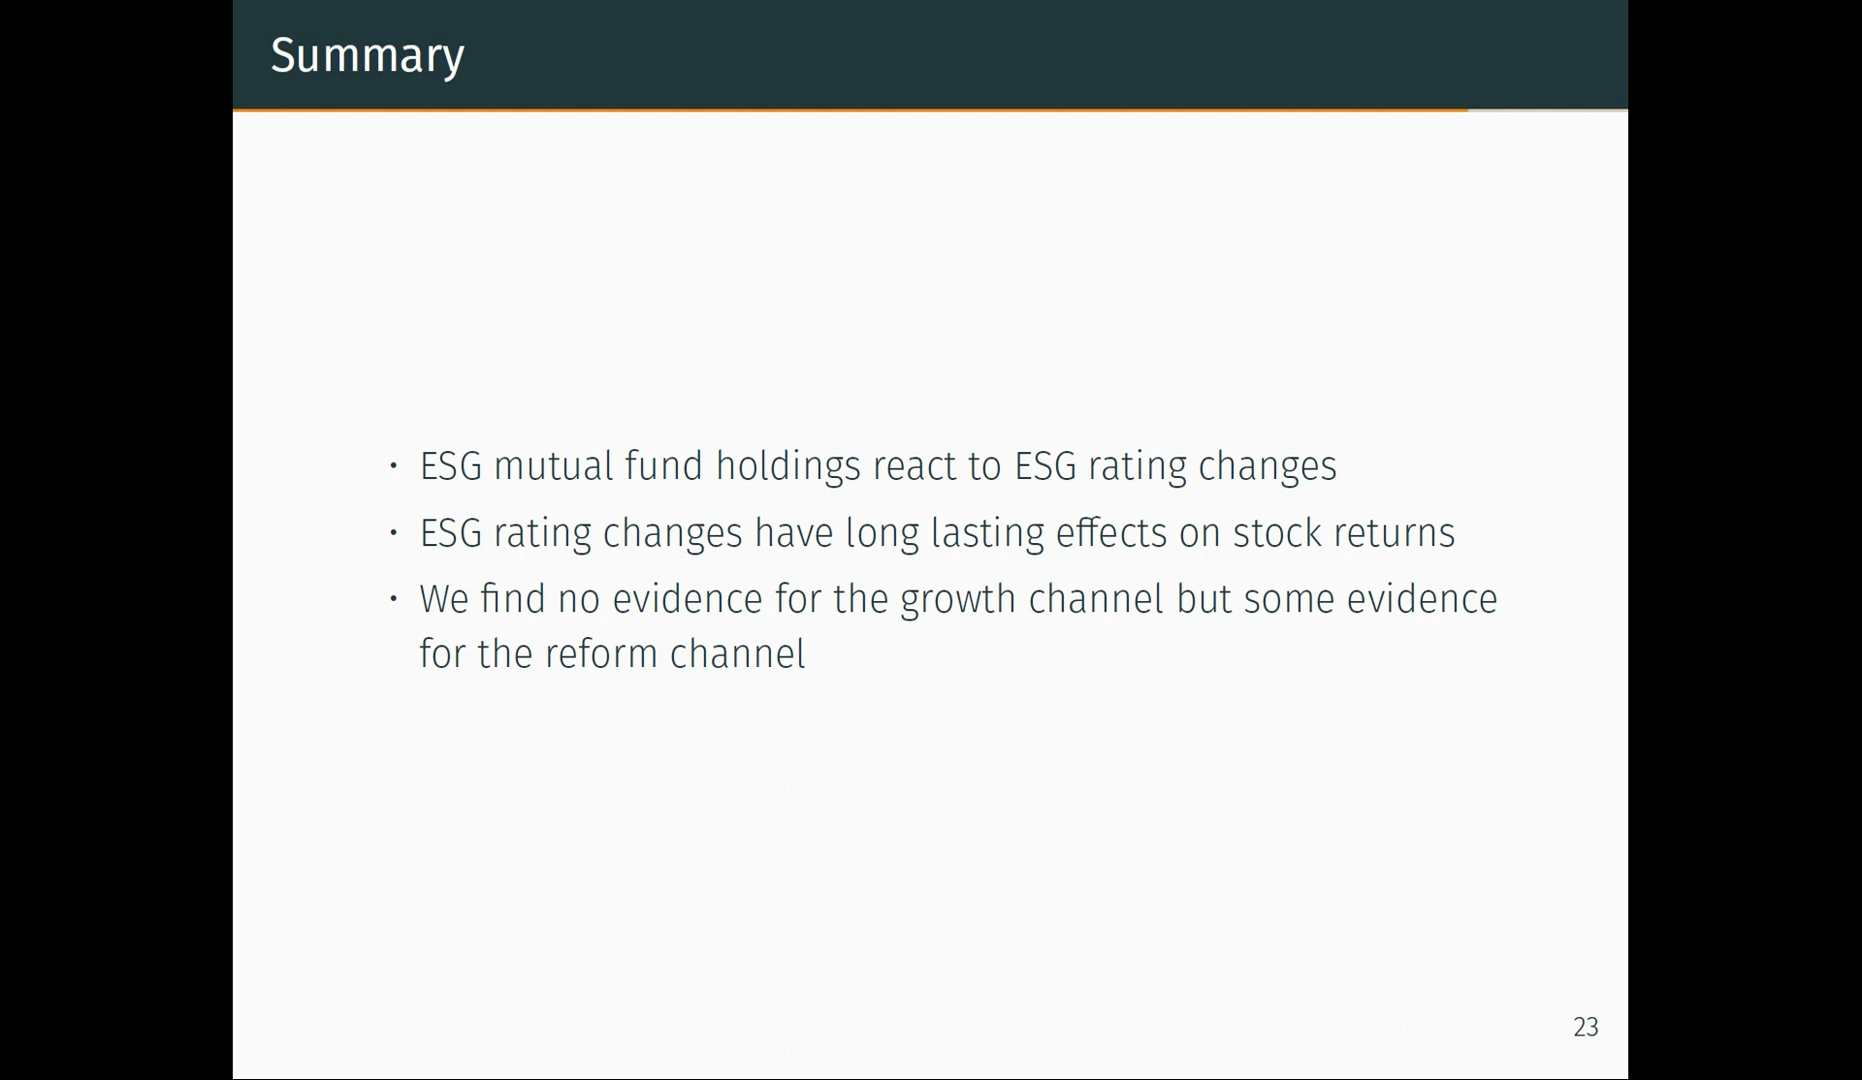 Summary
• ESG mutual fund holdings react to ESG rating changes
• ESG rating changes have long lasting effects on stock returns
• We find no evidence for the growth channel but some evidence
for the reform channel
23